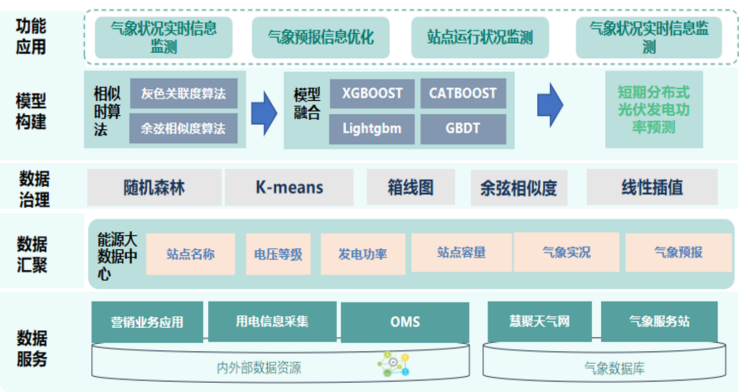 功能
应用
气象状况实时信息
监测
气象预报信息优化
站点运行状况监测
气象状况实时信息监
测
模型
构建
相似
时算
法
灰色关联度算法
余弦相似度算法
模型
融合
XGBOOST
CATBOOST
Lightgbm
GBDT
短期分布式
光伏发电功
率预测
数据
治理
随机森林
K-means
箱线图
余弦相似度
线性插值
数据
汇聚
能源大
数据中
心
站点名称
电压等级
发电功率
站点容量
气象实况
气象预报
数据
服务
营销业务应用
用电信息采集
OMS
慧聚天气网
气象服务站
内外部数据资源
气象数据库